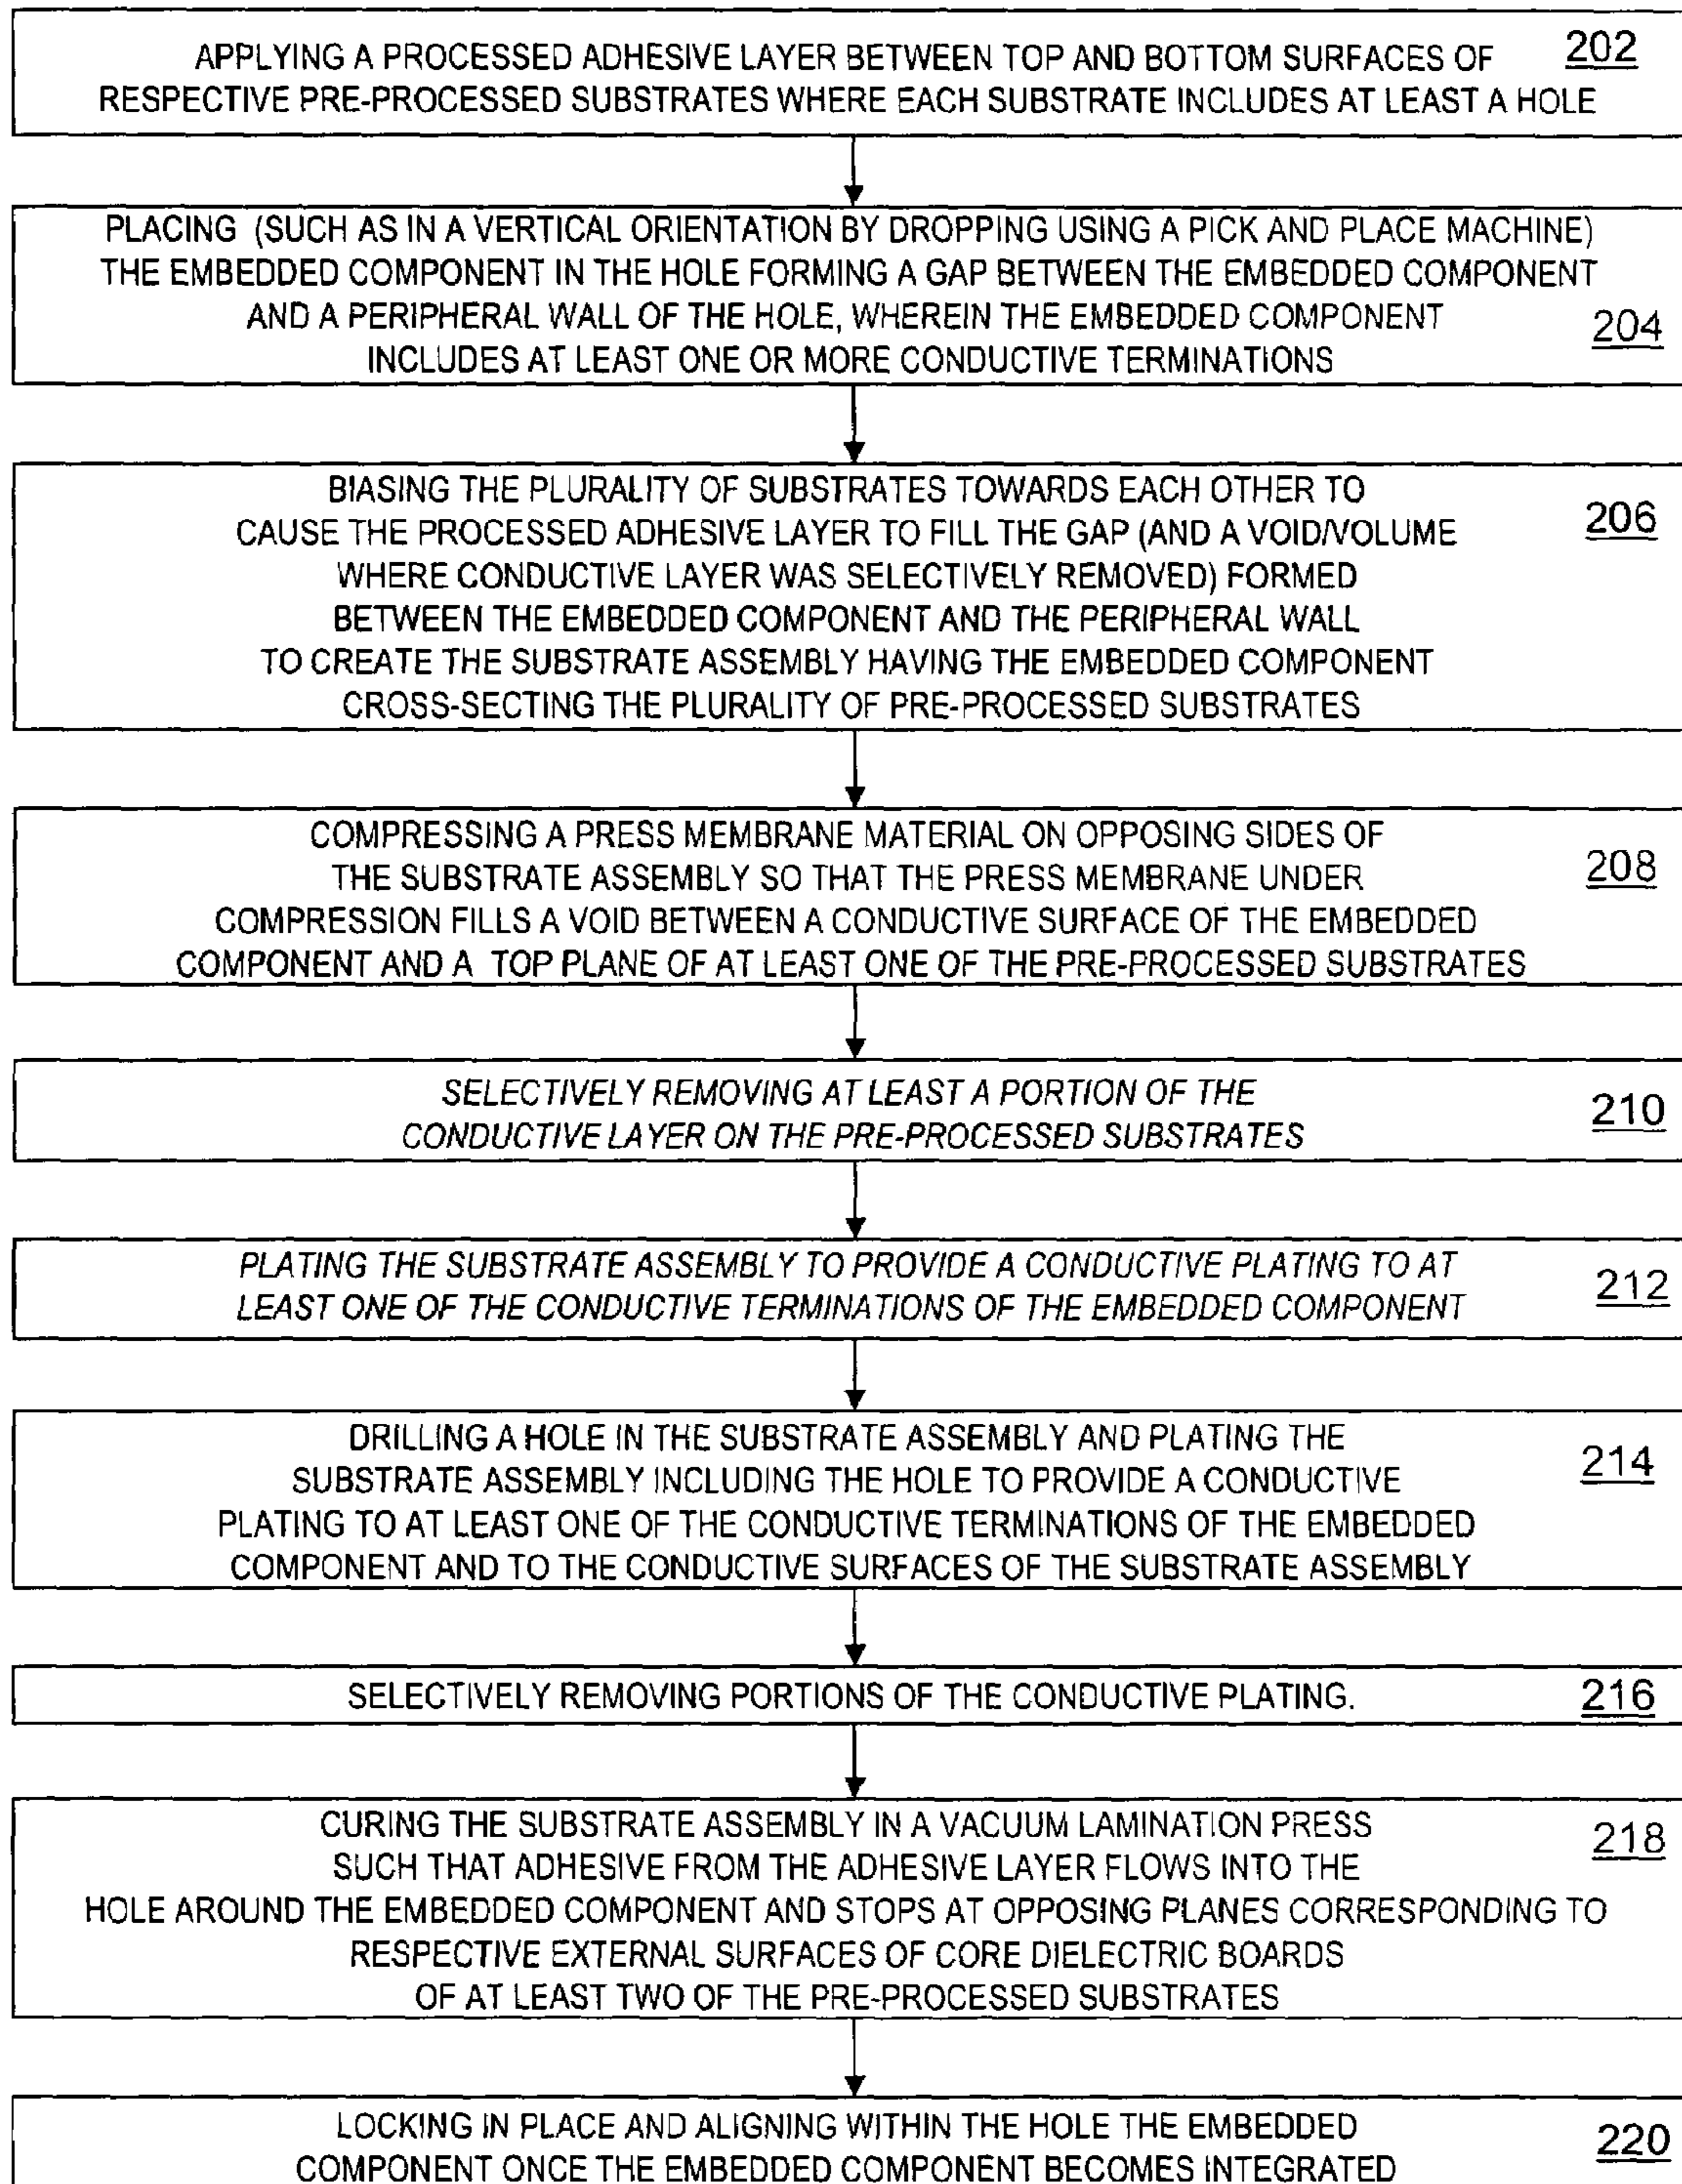 APPLYING A PROCESSED ADHESIVE LAYER BETWEEN TOP AND BOTTOM SURFACES OF 202
RESPECTIVE PRE-PROCESSED SUBSTRATES WHERE EACH SUBSTRATE INCLUDES AT LEAST A HOLE
PLACING (SUCH AS IN A VERTICAL ORIENTATION BY DROPPING USING A PICK AND PLACE MACHINE)
THE EMBEDDED COMPONENT IN THE HOLE FORMING A GAP BETWEEN THE EMBEDDED COMPONENT
AND A PERIPHERAL WALL OF THE HOLE, WHEREIN THE EMBEDDED COMPONENT 204
INCLUDES AT LEAST ONE OR MORE CONDUCTIVE TERMINATIONS
BIASING THE PLURALITY OF SUBSTRATES TOWARDS EACH OTHER TO
CAUSE THE PROCESSED ADHESIVE LAYER TO FILL THE GAP (AND A VOID/VOLUME 206
WHERE CONDUCTIVE LAYER WAS SELECTIVELY REMOVED) FORMED
BETWEEN THE EMBEDDED COMPONENT AND THE PERIPHERAL WALL
TO CREATE THE SUBSTRATE ASSEMBLY HAVING THE EMBEDDED COMPONENT
CROSS-SECTING THE PLURALITY OF PRE-PROCESSED SUBSTRATES
COMPRESSING A PRESS MEMBRANE MATERIAL ON OPPOSING SIDES OF
THE SUBSTRATE ASSEMBLY SO THAT THE PRESS MEMBRANE UNDER 208
COMPRESSION FILLS A VOID BETWEEN A CONDUCTIVE SURFACE OF THE EMBEDDED
COMPONENT AND A TOP PLANE OF AT LEAST ONE OF THE PRE-PROCESSED SUBSTRATES
SELECTIVELY REMOVING AT LEAST A PORTION OF THE 210
CONDUCTIVE LAYER ON THE PRE-PROCESSED SUBSTRATES
PLATING THE SUBSTRATE ASSEMBLY TO PROVIDE A CONDUCTIVE PLATING TO AT 212
LEAST ONE OF THE CONDUCTIVE TERMINATIONS OF THE EMBEDDED COMPONENT
DRILLING A HOLE IN THE SUBSTRATE ASSEMBLY AND PLATING THE 214
SUBSTRATE ASSEMBLY INCLUDING THE HOLE TO PROVIDE A CONDUCTIVE
PLATING TO AT LEAST ONE OF THE CONDUCTIVE TERMINATIONS OF THE EMBEDDED
COMPONENT AND TO THE CONDUCTIVE SURFACES OF THE SUBSTRATE ASSEMBLY
SELECTIVELY REMOVING PORTIONS OF THE CONDUCTIVE PLATING. 216
CURING THE SUBSTRATE ASSEMBLY IN A VACUUM LAMINATION PRESS 218
SUCH THAT ADHESIVE FROM THE ADHESIVE LAYER FLOWS INTO THE
HOLE AROUND THE EMBEDDED COMPONENT AND STOPS AT OPPOSING PLANES CORRESPONDING TO
RESPECTIVE EXTERNAL SURFACES OF CORE DIELECTRIC BOARDS
OF AT LEAST TWO OF THE PRE-PROCESSED SUBSTRATES
LOCKING IN PLACE AND ALIGNING WITHIN THE HOLE THE EMBEDDED 220
COMPONENT ONCE THE EMBEDDED COMPONENT BECOMES INTEGRATED